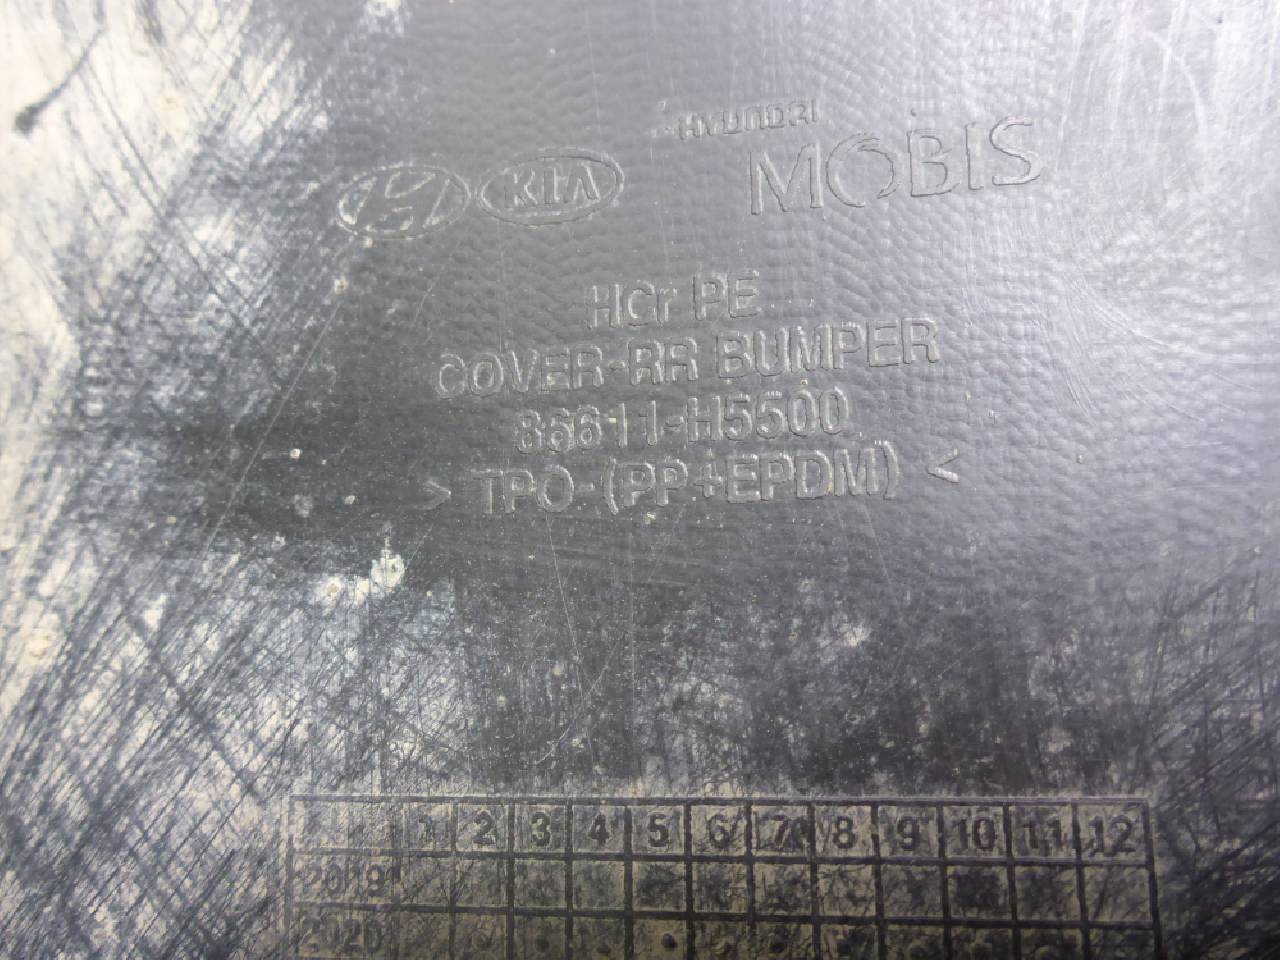 HYUNDAI
KIA MOBIS
HCr PE
COVER-RR BUMPER
86611-H5500
> TPO-(PP+EPDM) <
1 2 3 4 5 6 7 8 9 10 11 12
2019
2020